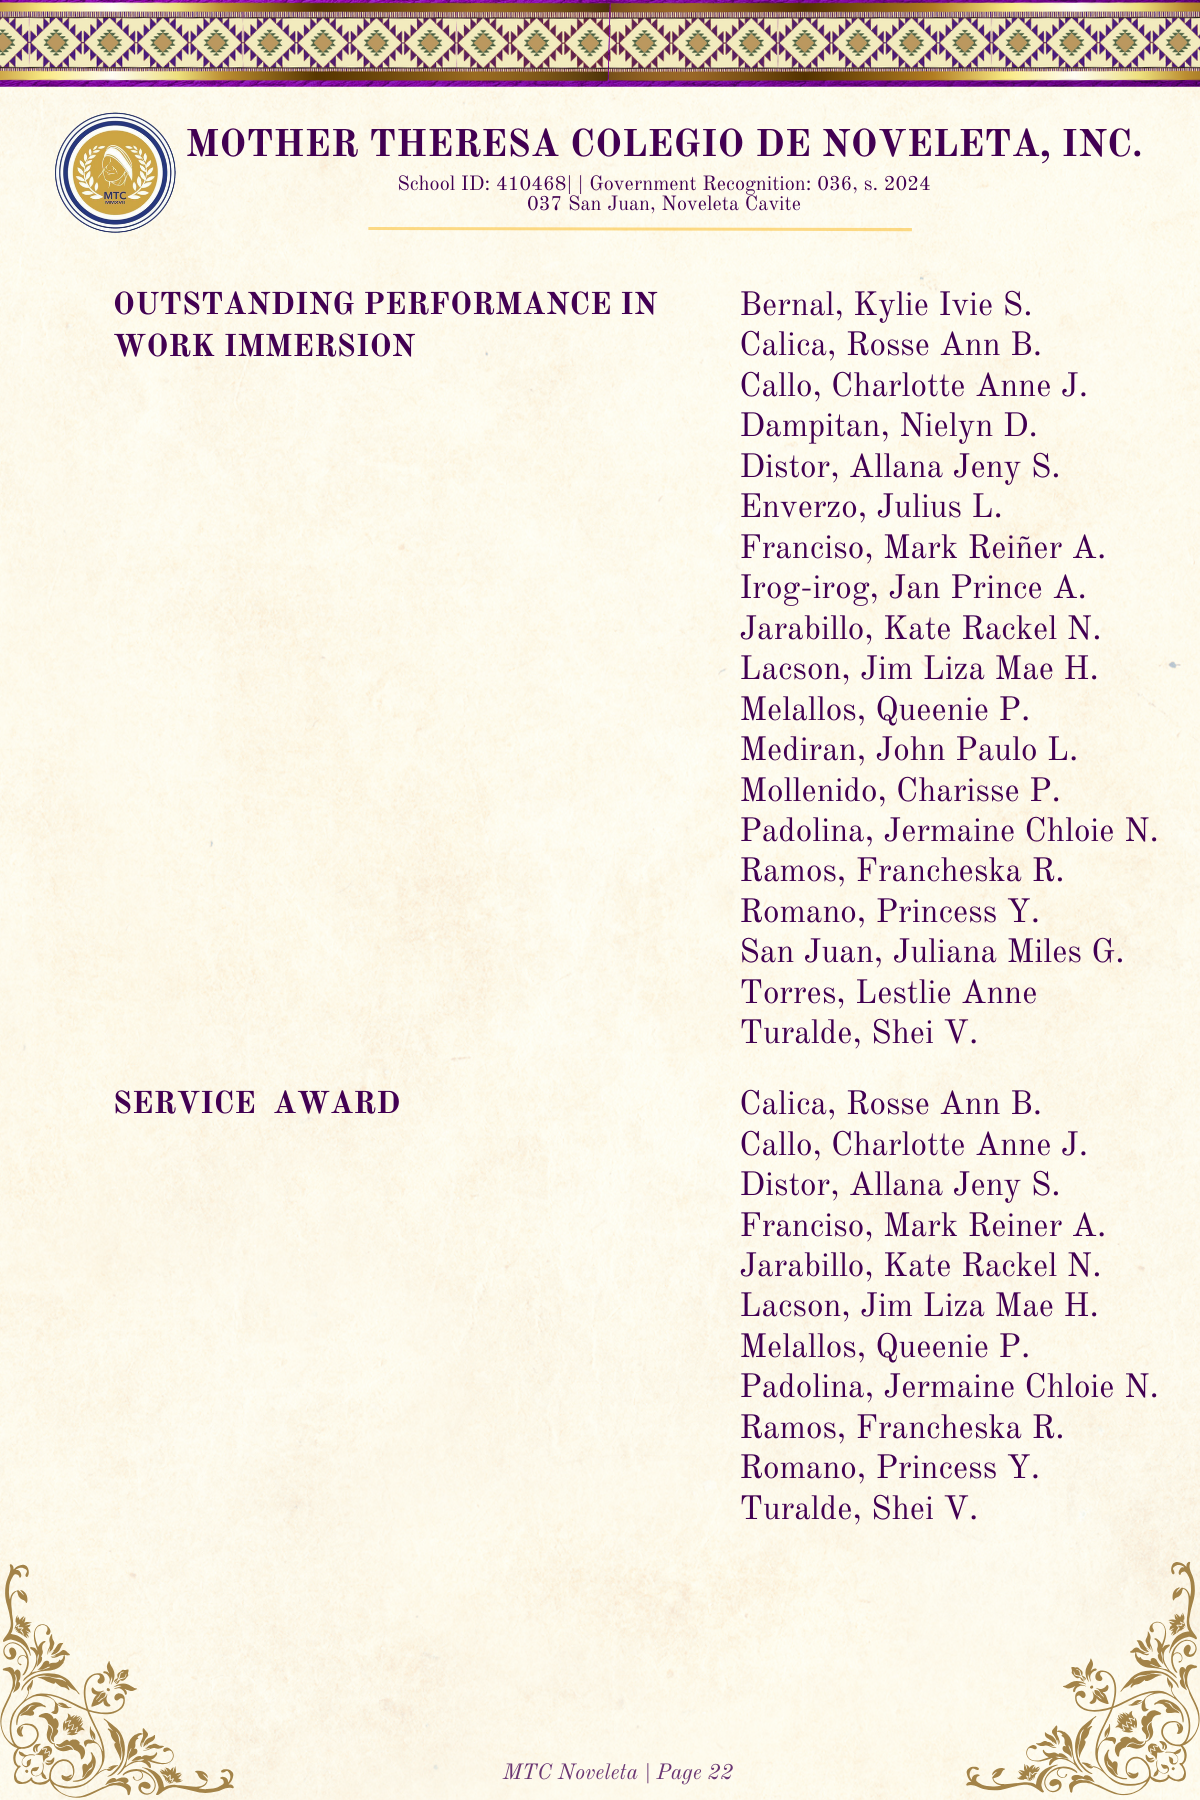 MOTHER THERESA COLEGIO DE NOVELETA, INC.
School ID: 410468| | Government Recognition: 036, s. 2024
037 San Juan, Noveleta Cavite
MTC
OUTSTANDING PERFORMANCE IN
WORK IMMERSION
Bernal, Kylie Ivie S.
Calica, Rosse Ann B.
Callo, Charlotte Anne J.
Dampitan, Nielyn D.
Distor, Allana Jeny S.
Enverzo, Julius L.
Franciso, Mark Reiñer A.
Irog-irog, Jan Prince A.
Jarabillo, Kate Rackel N.
Lacson, Jim Liza Mae H.
Melallos, Queenie P.
Mediran, John Paulo L.
Mollenido, Charisse P.
Padolina, Jermaine Chloie N.
Ramos, Francheska R.
Romano, Princess Y.
San Juan, Juliana Miles G.
Torres, Lestlie Anne
Turalde, Shei V.
SERVICE  AWARD
Calica, Rosse Ann B.
Callo, Charlotte Anne J.
Distor, Allana Jeny S.
Franciso, Mark Reiner A.
Jarabillo, Kate Rackel N.
Lacson, Jim Liza Mae H.
Melallos, Queenie P.
Padolina, Jermaine Chloie N.
Ramos, Francheska R.
Romano, Princess Y.
Turalde, Shei V.
MTC Noveleta | Page 22